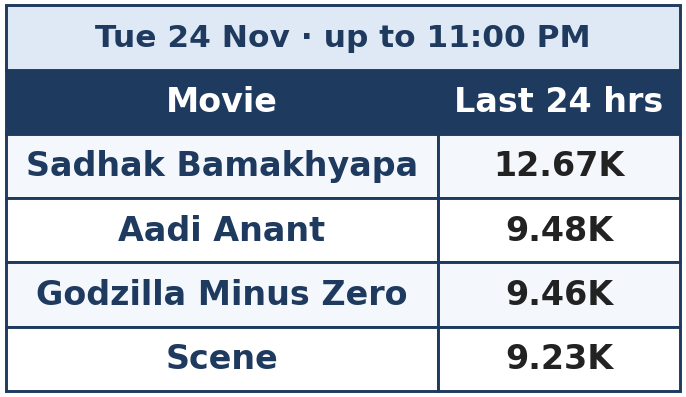 Tue 24 Nov · up to 11:00 PM
Movie Last 24 hrs
Sadhak Bamakhyapa 12.67K
Aadi Anant 9.48K
Godzilla Minus Zero 9.46K
Scene 9.23K